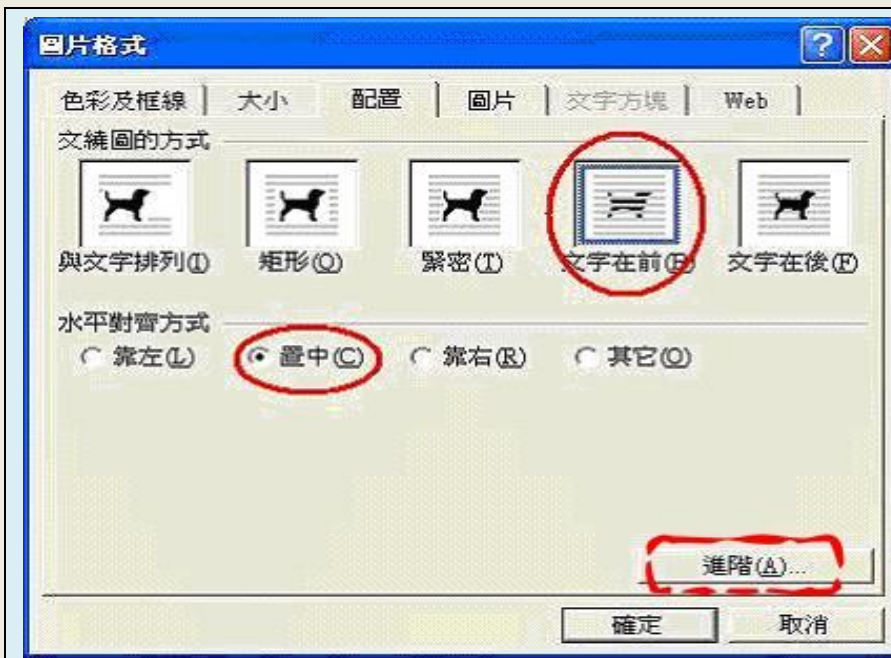 圖片格式
色彩及框線 大小 配置 圖片 文字方塊 Web
文繞圖的方式
與文字排列(I) 矩形(Q) 緊密(T) 文字在前(B) 文字在後(F)
水平對齊方式
靠左(L) 置中(C) 靠右(R) 其它(O)
進階(A)...
確定 取消